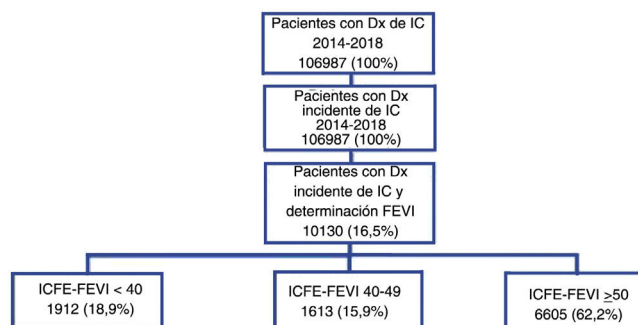 Pacientes con Dx de IC
2014-2018
106987 (100%)
Pacientes con Dx
incidente de IC
2014-2018
106987 (100%)
Pacientes con Dx
incidente de IC y
determinación FEVI
10130 (16,5%)
ICFE-FEVI < 40
1912 (18,9%)
ICFE-FEVI 40-49
1613 (15,9%)
ICFE-FEVI ≥50
6605 (62,2%)